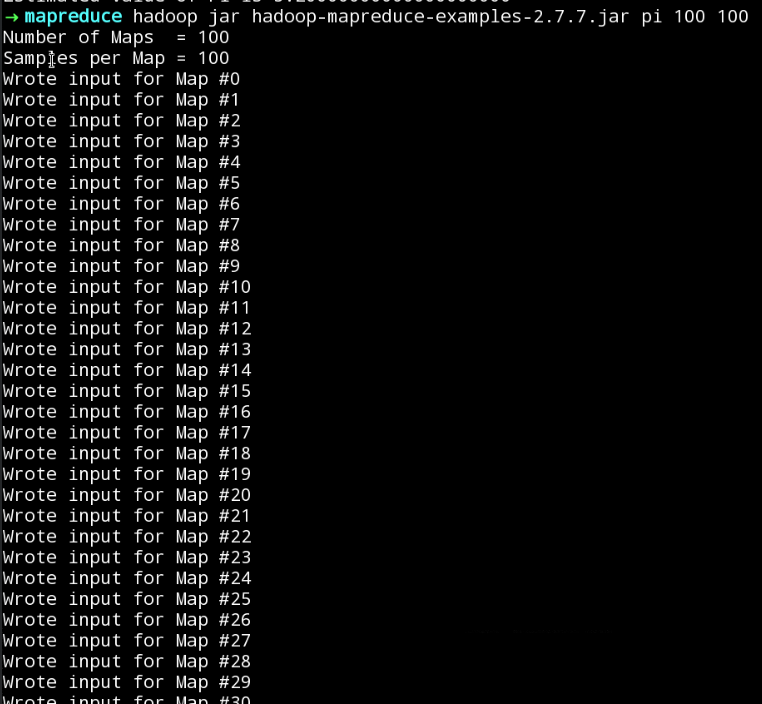 → mapreduce hadoop jar hadoop-mapreduce-examples-2.7.7.jar pi 100 100
Number of Maps  = 100
Samples per Map = 100
Wrote input for Map #0
Wrote input for Map #1
Wrote input for Map #2
Wrote input for Map #3
Wrote input for Map #4
Wrote input for Map #5
Wrote input for Map #6
Wrote input for Map #7
Wrote input for Map #8
Wrote input for Map #9
Wrote input for Map #10
Wrote input for Map #11
Wrote input for Map #12
Wrote input for Map #13
Wrote input for Map #14
Wrote input for Map #15
Wrote input for Map #16
Wrote input for Map #17
Wrote input for Map #18
Wrote input for Map #19
Wrote input for Map #20
Wrote input for Map #21
Wrote input for Map #22
Wrote input for Map #23
Wrote input for Map #24
Wrote input for Map #25
Wrote input for Map #26
Wrote input for Map #27
Wrote input for Map #28
Wrote input for Map #29
Wrote input for Map #30